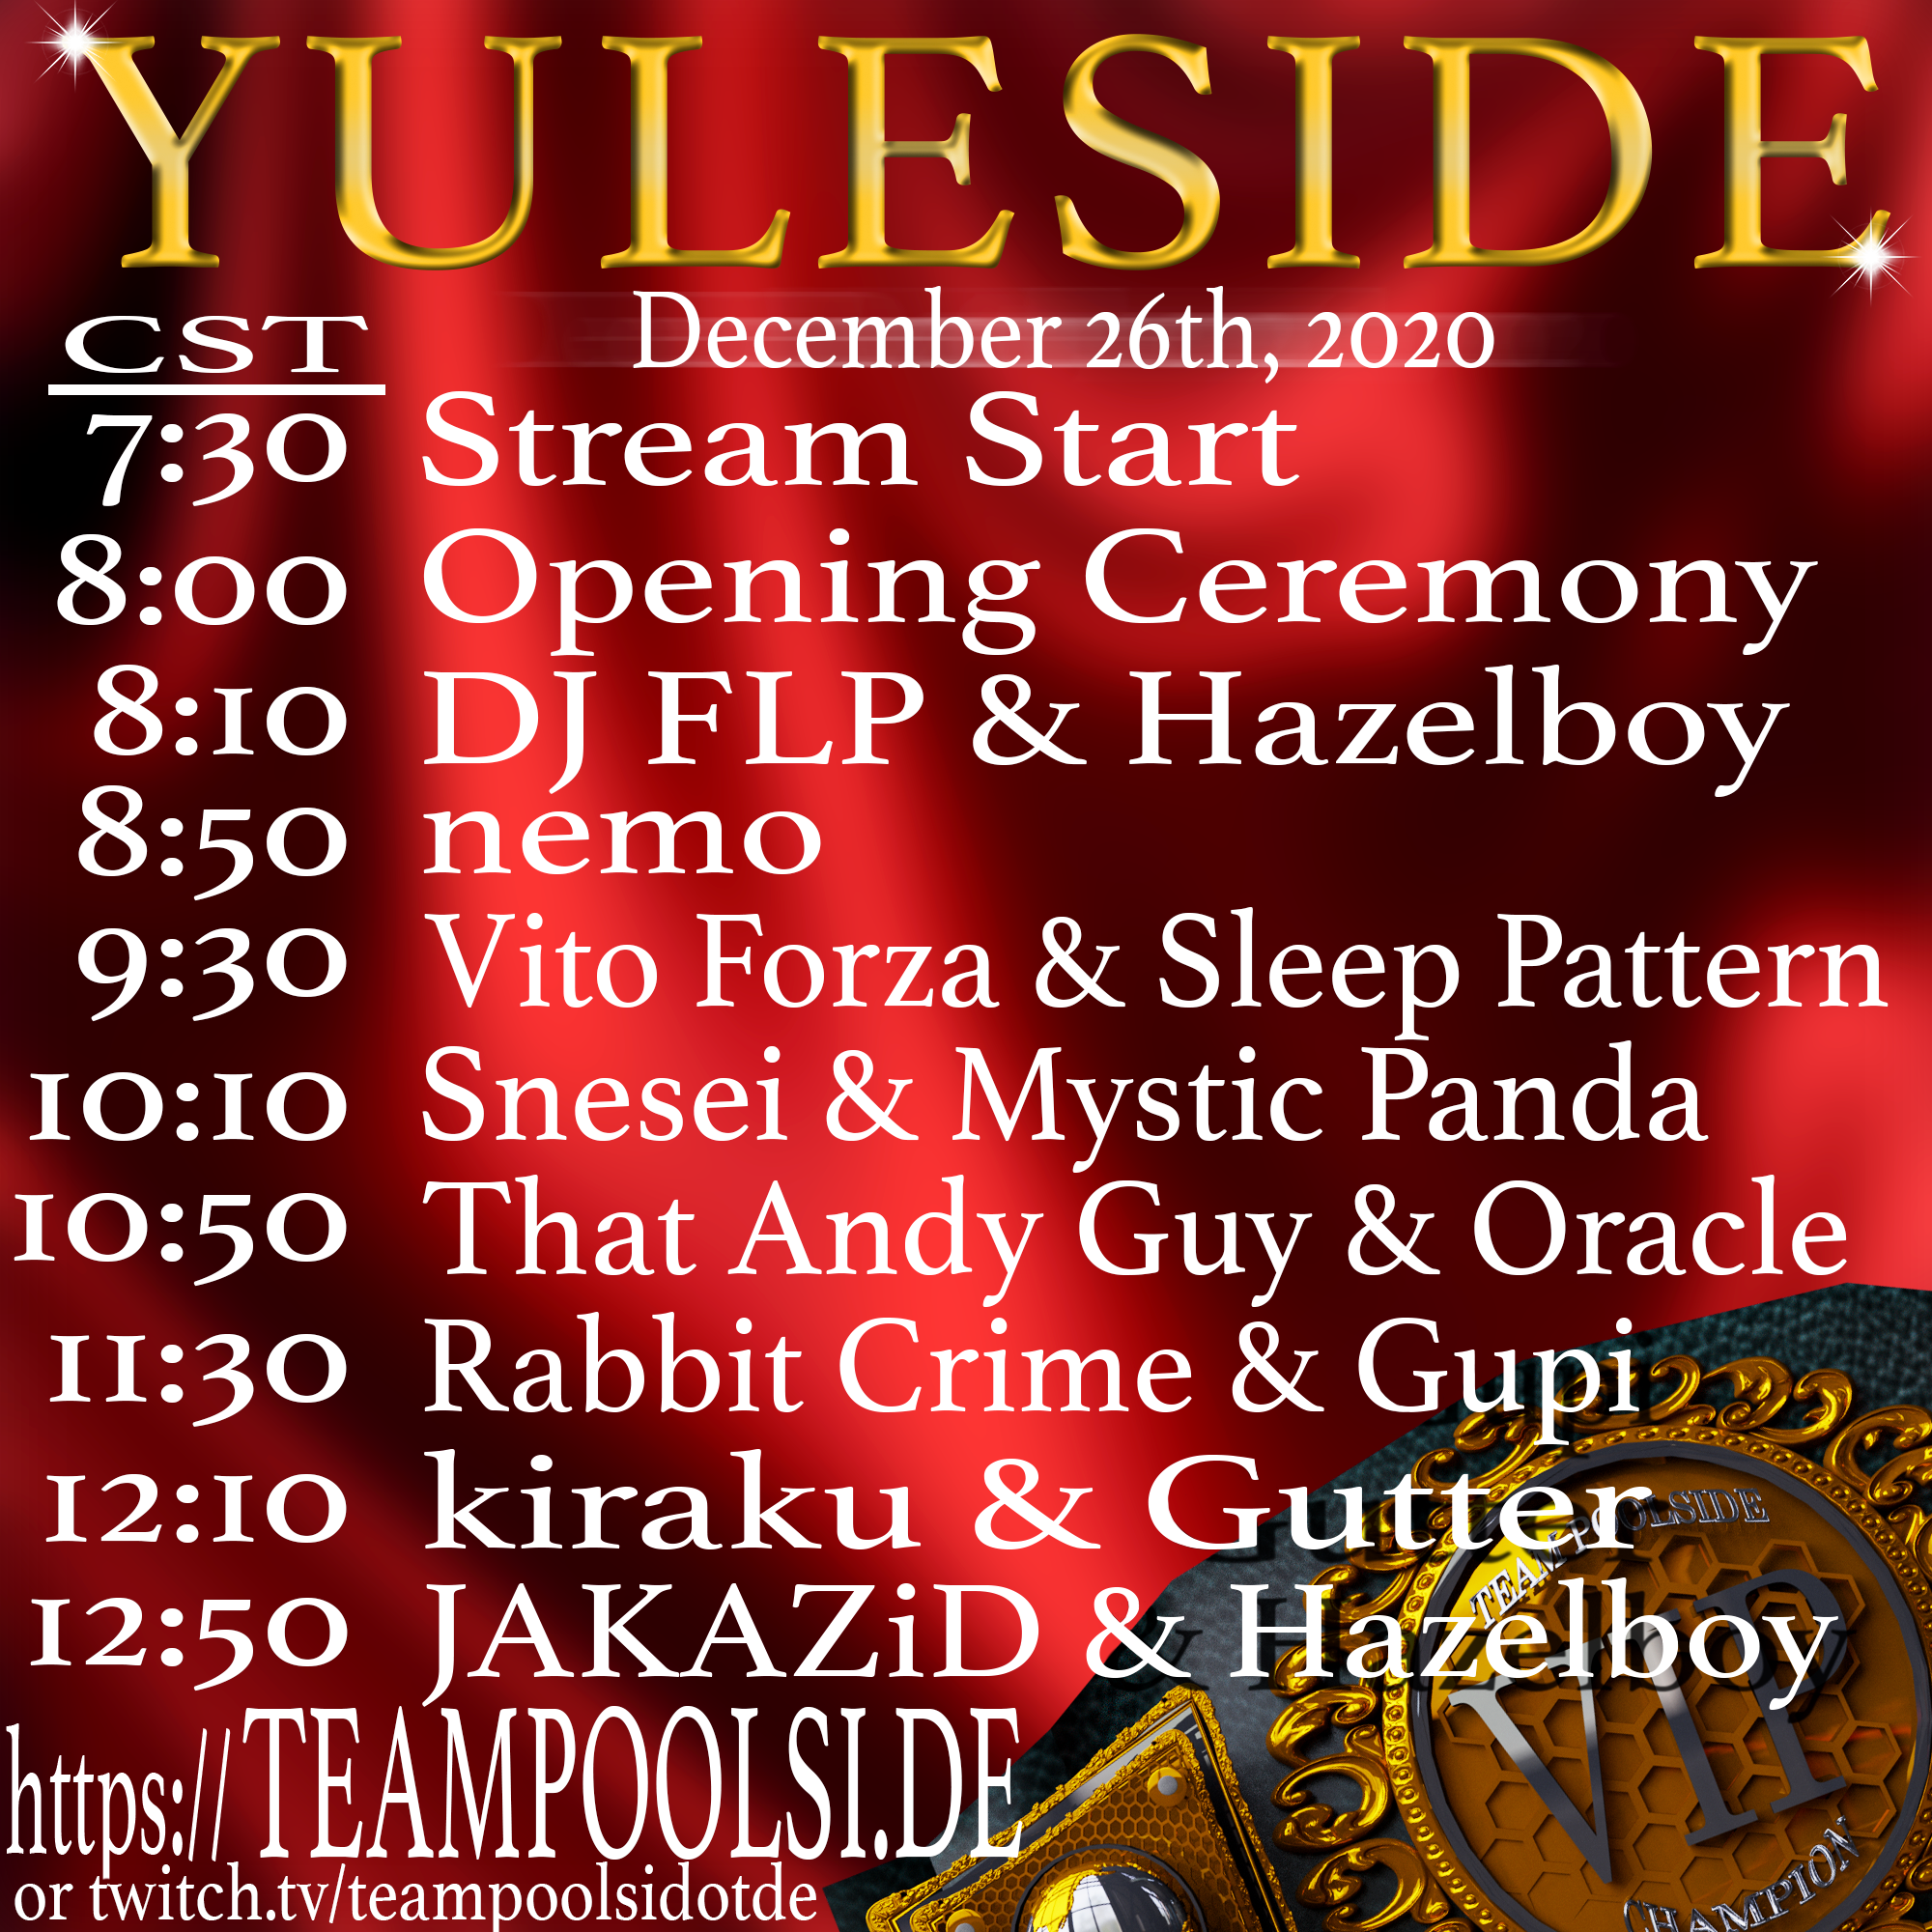 YULESIDE
December 26th, 2020
CST
7:30 Stream Start
8:00 Opening Ceremony
8:10 DJ FLP & Hazelboy
8:50 nemo
9:30 Vito Forza & Sleep Pattern
10:10 Snesei & Mystic Panda
10:50 That Andy Guy & Oracle
11:30 Rabbit Crime & Gupi
12:10 kiraku & Gutter
12:50 JAKAZiD & Hazelboy
https://TEAMPOOLSI.DE
or twitch.tv/teampoolsidotde
TEAM POOLSIDE
VIP
CHAMPION